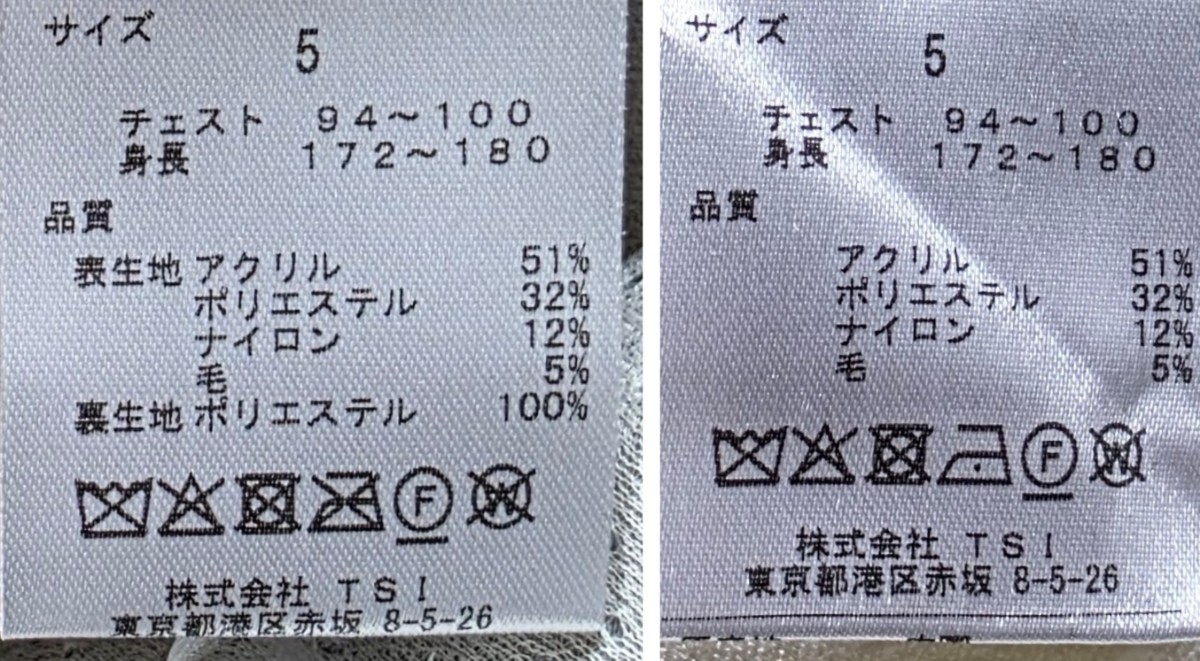 サイズ
5
チェスト 94～100
身長 172～180
品質
表生地 アクリル 51%
ポリエステル 32%
ナイロン 12%
毛 5%
裏生地 ポリエステル 100%
F W
株式会社 TSI
東京都港区赤坂 8-5-26
サイズ
5
チェスト 94～100
身長 172～180
品質
アクリル 51%
ポリエステル 32%
ナイロン 12%
毛 5%
F W
株式会社 TSI
東京都港区赤坂 8-5-26